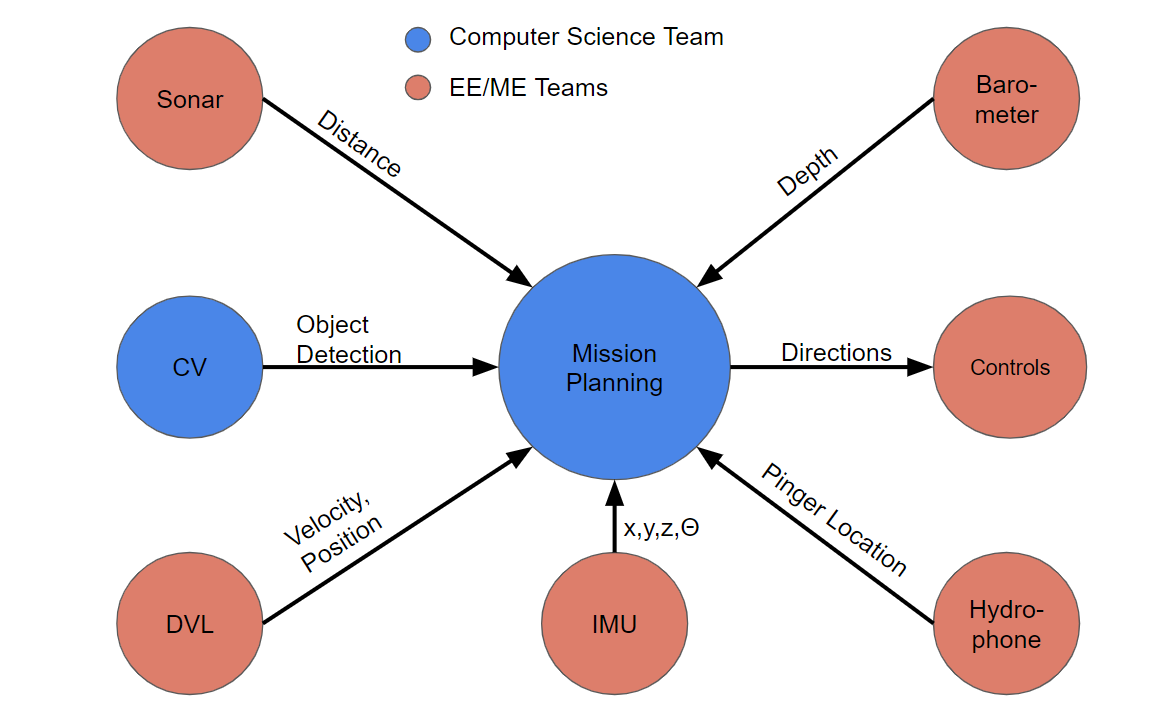 Computer Science Team
EE/ME Teams
Sonar
Baro-
meter
Distance
Depth
CV
Object
Detection
Mission
Planning
Directions
Controls
Velocity,
Position
x,y,z,Θ
Pinger Location
DVL
IMU
Hydro-
phone